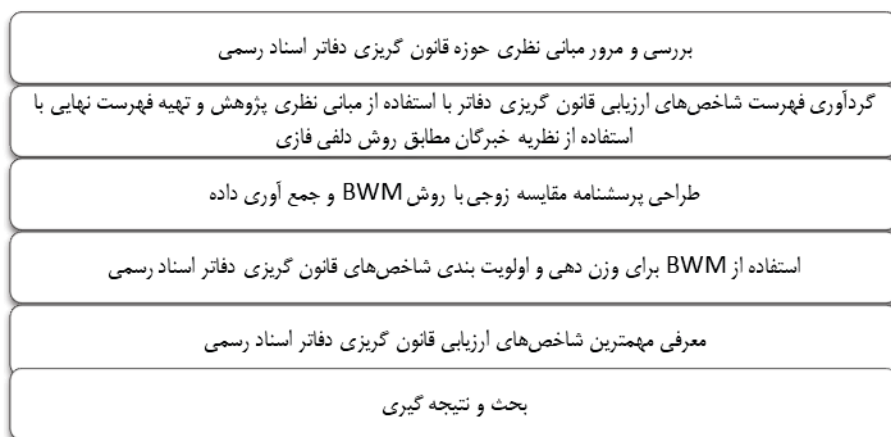 بررسی و مرور مبانی نظری حوزه قانون گریزی دفاتر اسناد رسمی
گردآوری فهرست شاخص‌های ارزیابی قانون گریزی دفاتر با استفاده از مبانی نظری پژوهش و تهیه فهرست نهایی با
استفاده از نظریه خبرگان مطابق روش دلفی فازی
طراحی پرسشنامه مقایسه زوجی با روش BWM و جمع آوری داده
استفاده از BWM برای وزن دهی و اولویت بندی شاخص‌های قانون گریزی دفاتر اسناد رسمی
معرفی مهمترین شاخص‌های ارزیابی قانون گریزی دفاتر اسناد رسمی
بحث و نتیجه گیری